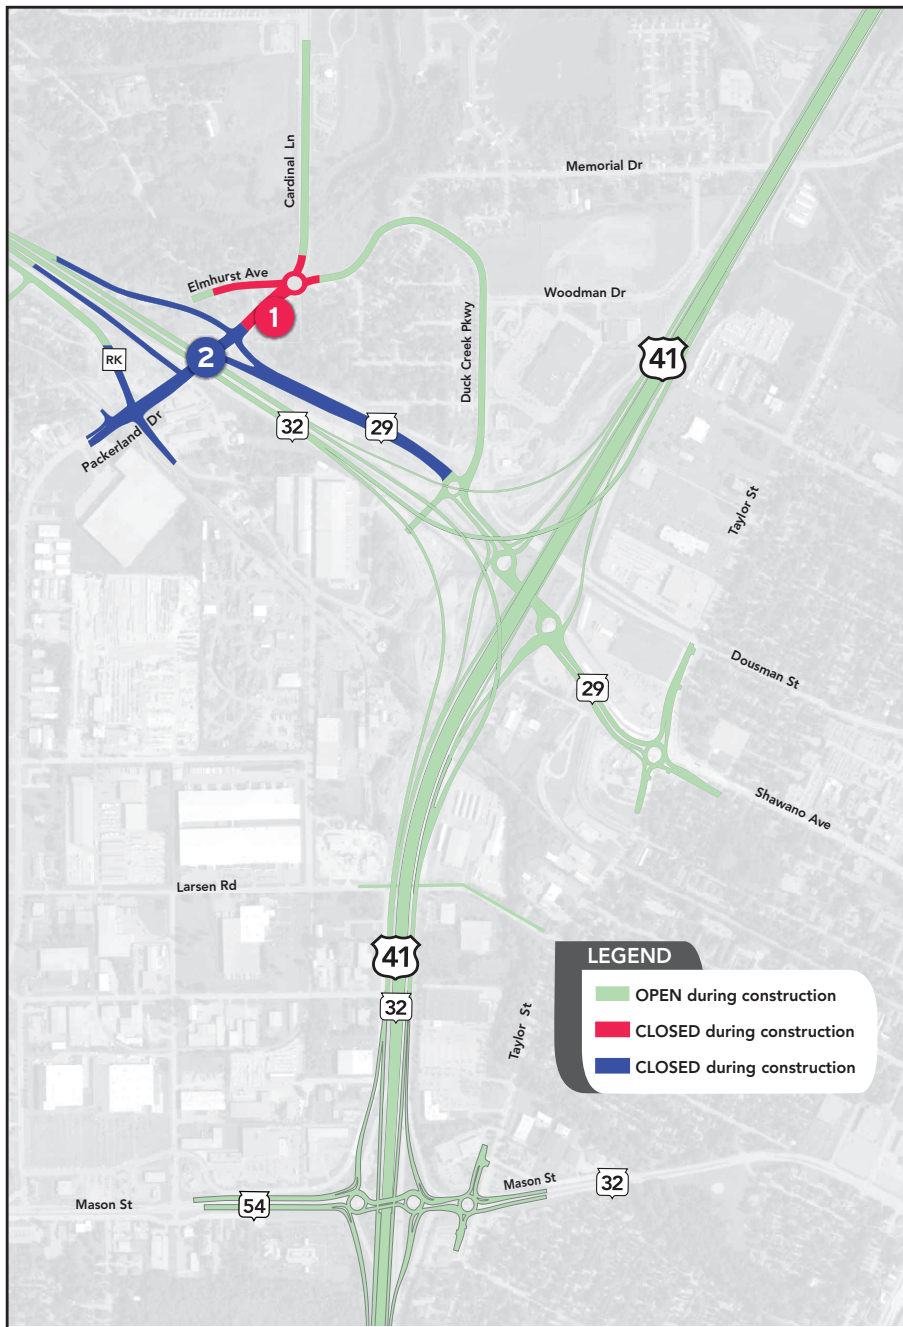 Cardinal Ln
Memorial Dr
Elmhurst Ave
Woodman Dr
1
Duck Creek Pkwy
41
2
RK
32
29
Packerland Dr
Taylor St
Dousman St
29
Shawano Ave
Larsen Rd
41
32
LEGEND
OPEN during construction
CLOSED during construction
CLOSED during construction
Taylor St
Mason St
32
Mason St
54